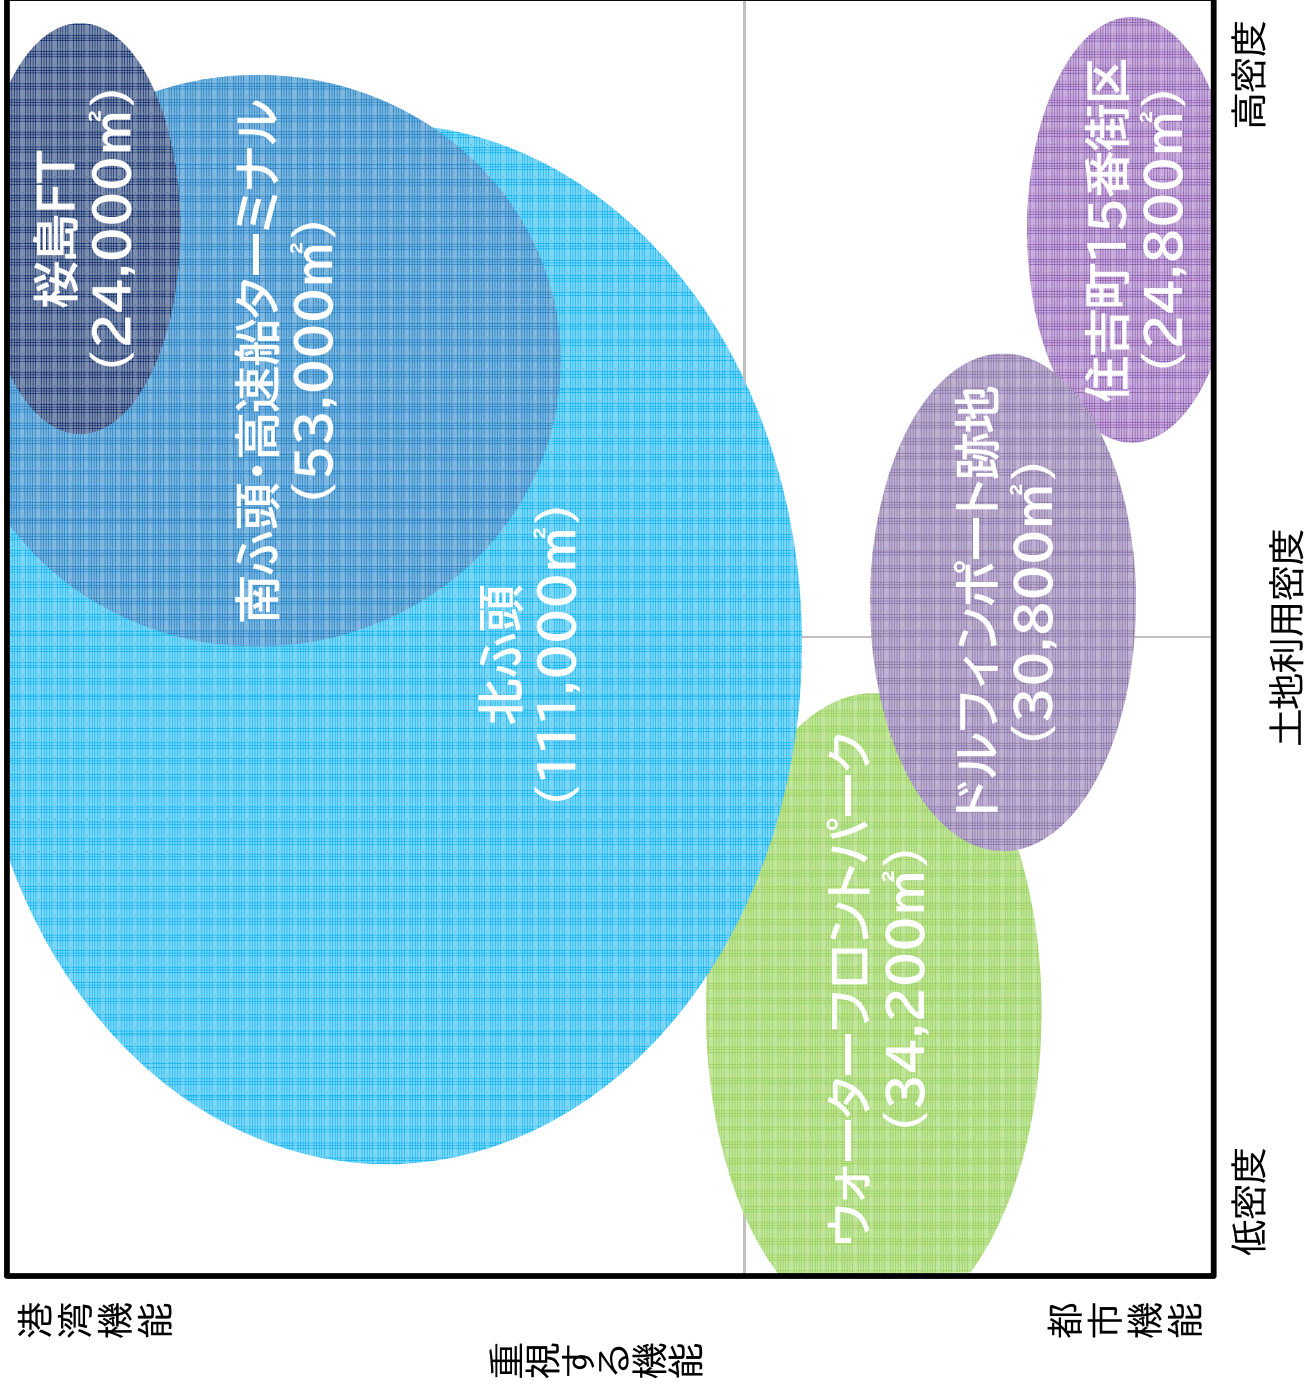 港湾機能
重視する機能
都市機能
桜島FT
(24,000㎡)
南ふ頭・高速船ターミナル
(53,000㎡)
北ふ頭
(111,000㎡)
ウォーターフロントパーク
(34,200㎡)
ドルフィンポート跡地
(30,800㎡)
住吉町15番街区
(24,800㎡)
低密度
土地利用密度
高密度